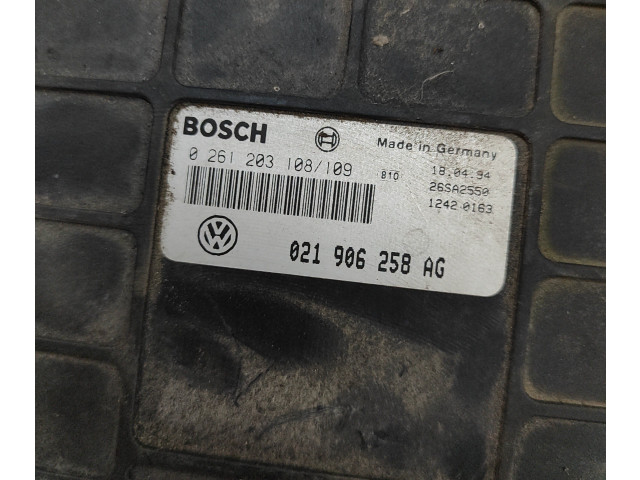 BOSCH
Made in Germany
0 261 203 108/109
810
18.04.94
26SA2550
1242 0163
021 906 258 AG